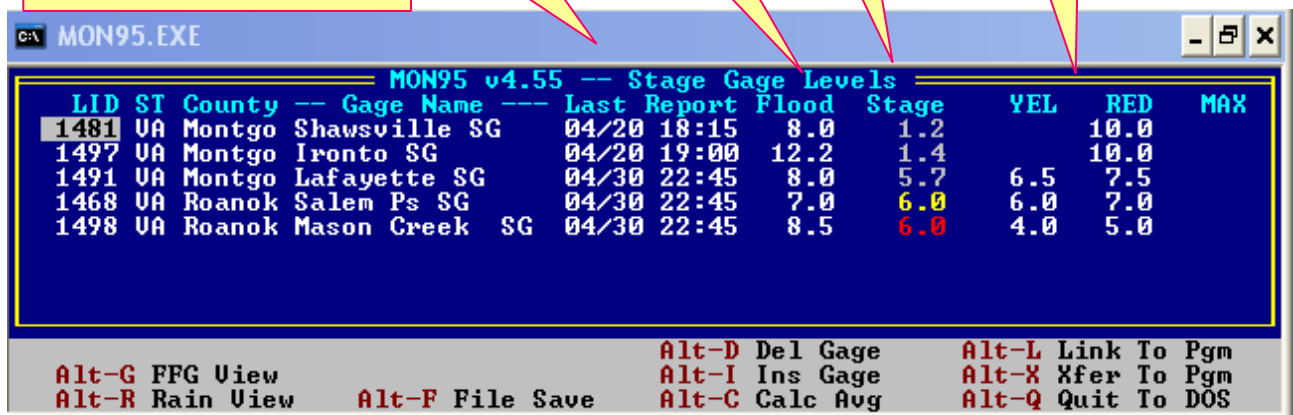 C:\ MON95.EXE
MON95 v4.55 -- Stage Gage Levels
LID ST County -- Gage Name --- Last Report Flood Stage YEL RED MAX
1481 VA Montgo Shawsville SG 04/20 18:15 8.0 1.2 10.0
1497 VA Montgo Ironto SG 04/20 19:00 12.2 1.4 10.0
1491 VA Montgo Lafayette SG 04/30 22:45 8.0 5.7 6.5 7.5
1468 VA Roanok Salem Ps SG 04/30 22:45 7.0 6.0 6.0 7.0
1498 VA Roanok Mason Creek SG 04/30 22:45 8.5 6.0 4.0 5.0
Alt-D Del Gage Alt-L Link To Pgm
Alt-G FFG View Alt-I Ins Gage Alt-X Xfer To Pgm
Alt-R Rain View Alt-F File Save Alt-C Calc Avg Alt-Q Quit To DOS